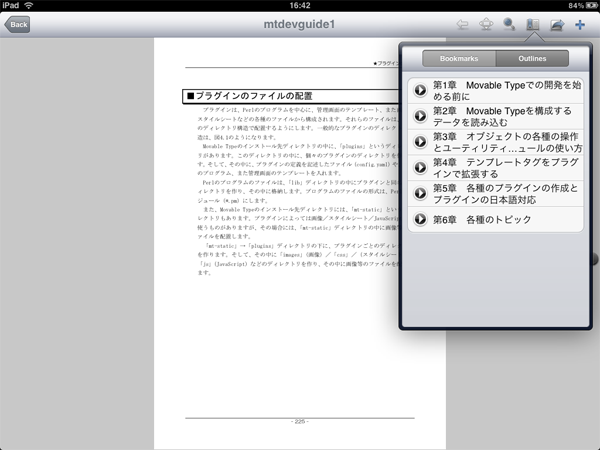 iPad
16:42
84%
Back
mtdevguide1
★プラグイン
Bookmarks
Outlines
第1章　Movable Typeでの開発を始
める前に
第2章　Movable Typeを構成する
データを読み込む
第3章　オブジェクトの各種の操作
とユーティリティ...ュールの使い方
第4章　テンプレートタグをプラグ
インで拡張する
第5章　各種のプラグインの作成と
プラグインの日本語対応
第6章　各種のトピック
■プラグインのファイルの配置
プラグインは、Perlのプログラムを中心に、管理画面のテンプレート、また
スタイルシートなどの各種のファイルから構成されます。それらのファイルは、
のディレクトリ構造で配置するようにします。一般的なプラグインのディレクト
造は、図4.1のようになります。
Movable Typeのインストール先ディレクトリの中に、「plugins」というディ
リがあります。このディレクトリの中に、個々のプラグインのディレクトリを
す。そして、その中に、プラグインの定義を記述したファイル(config.yaml)や
のプログラム、また管理画面のテンプレートを入れます。
Perlのプログラムのファイルは、「lib」ディレクトリの中にプラグインと同
ディレクトリを作り、その中に格納します。プログラムのファイルの形式は、Per
ジュール (*.pm) にします。
また、Movable Typeのインストール先には、「mt-static」とい
レクトリもあります。プラグインによっては画像／スタイルシート／JavaScript
使うものがありますが、その場合には、「mt-static」ディレクトリの中に画像
ァイルを配置します。
「mt-static」→「plugins」ディレクトリの下に、プラグインごとのディレ
を作ります。そして、その中に「images」(画像)／「css」／(スタイルシー
「js」(JavaScript) などのディレクトリを作り、その中に画像等のファイルを
ます。
- 225 -